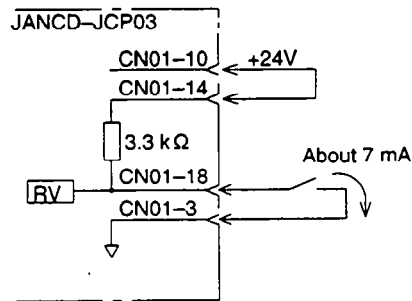 JANCD-JCP03
CN01-10
+24V
CN01-14
3.3 kΩ
About 7 mA
CN01-18
RV
CN01-3